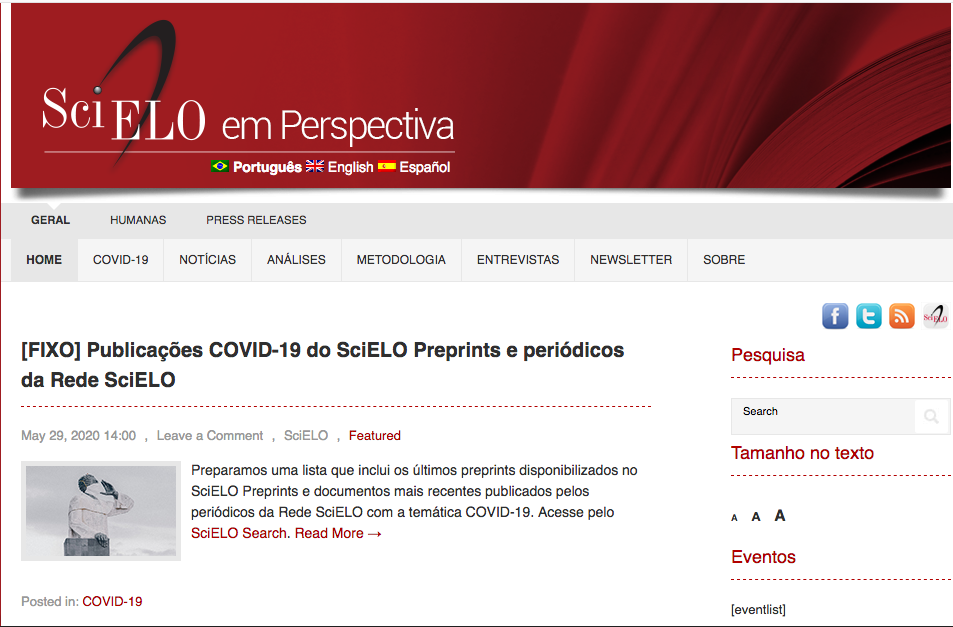 SciELO em Perspectiva
Português English Español
GERAL HUMANAS PRESS RELEASES
HOME COVID-19 NOTÍCIAS ANÁLISES METODOLOGIA ENTREVISTAS NEWSLETTER SOBRE
SciELO
[FIXO] Publicações COVID-19 do SciELO Preprints e periódicos
da Rede SciELO
May 29, 2020 14:00 , Leave a Comment , SciELO , Featured
Preparamos uma lista que inclui os últimos preprints disponibilizados no
SciELO Preprints e documentos mais recentes publicados pelos
periódicos da Rede SciELO com a temática COVID-19. Acesse pelo
SciELO Search. Read More →
Posted in: COVID-19
Pesquisa
Search
Tamanho no texto
A A A
Eventos
[eventlist]